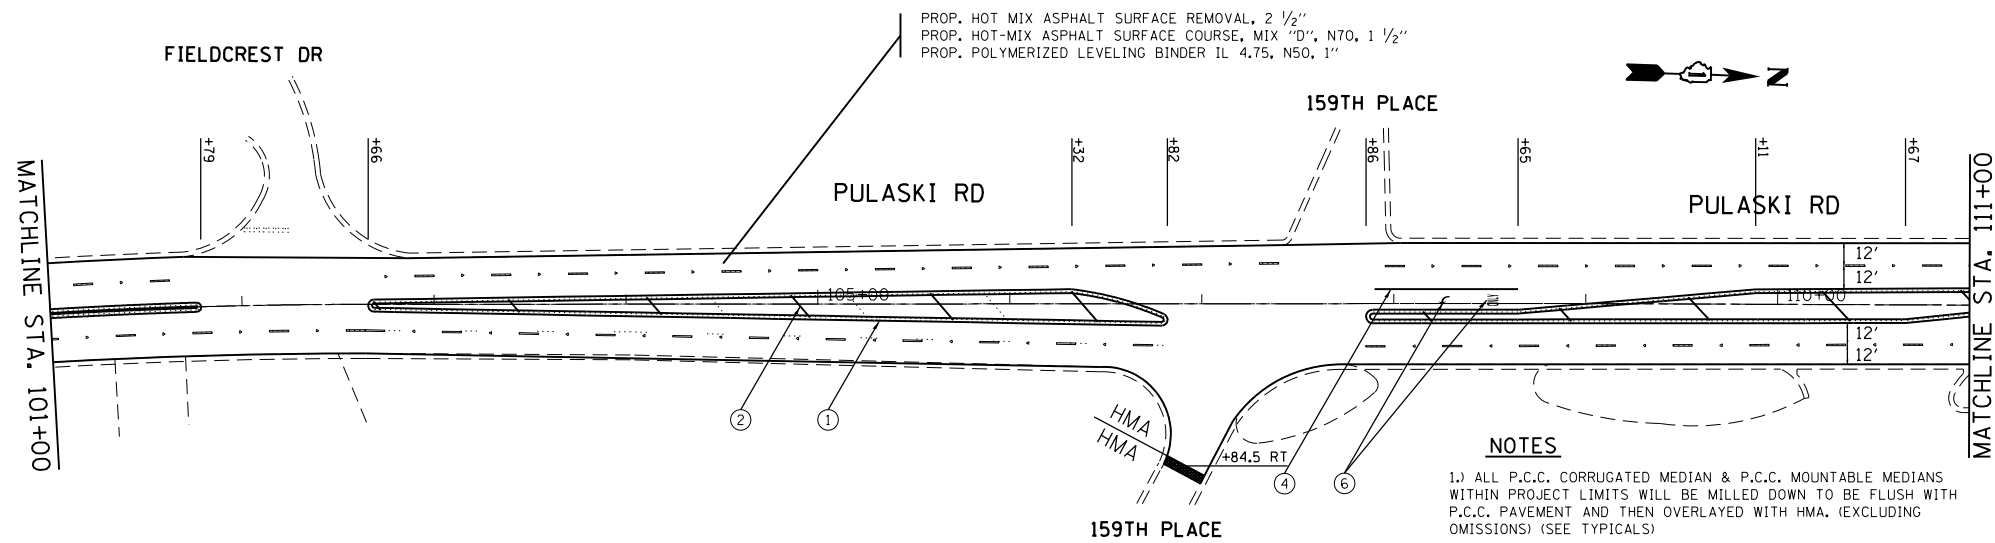 PROP. HOT MIX ASPHALT SURFACE REMOVAL, 2 1/2"
PROP. HOT-MIX ASPHALT SURFACE COURSE, MIX "D", N70, 1 1/2"
PROP. POLYMERIZED LEVELING BINDER IL 4.75, N50, 1"
FIELDCREST DR
N
159TH PLACE
+79
+66
+32
+82
+86
+65
+11
+67
PULASKI RD
PULASKI RD
MATCHLINE STA. 101+00
MATCHLINE STA. 111+00
12'
12'
105+00
110+00
12'
12'
2
1
HMA
HMA
+84.5 RT
4
6
159TH PLACE
NOTES
1.) ALL P.C.C. CORRUGATED MEDIAN & P.C.C. MOUNTABLE MEDIANS
WITHIN PROJECT LIMITS WILL BE MILLED DOWN TO BE FLUSH WITH
P.C.C. PAVEMENT AND THEN OVERLAYED WITH HMA. (EXCLUDING
OMISSIONS) (SEE TYPICALS)